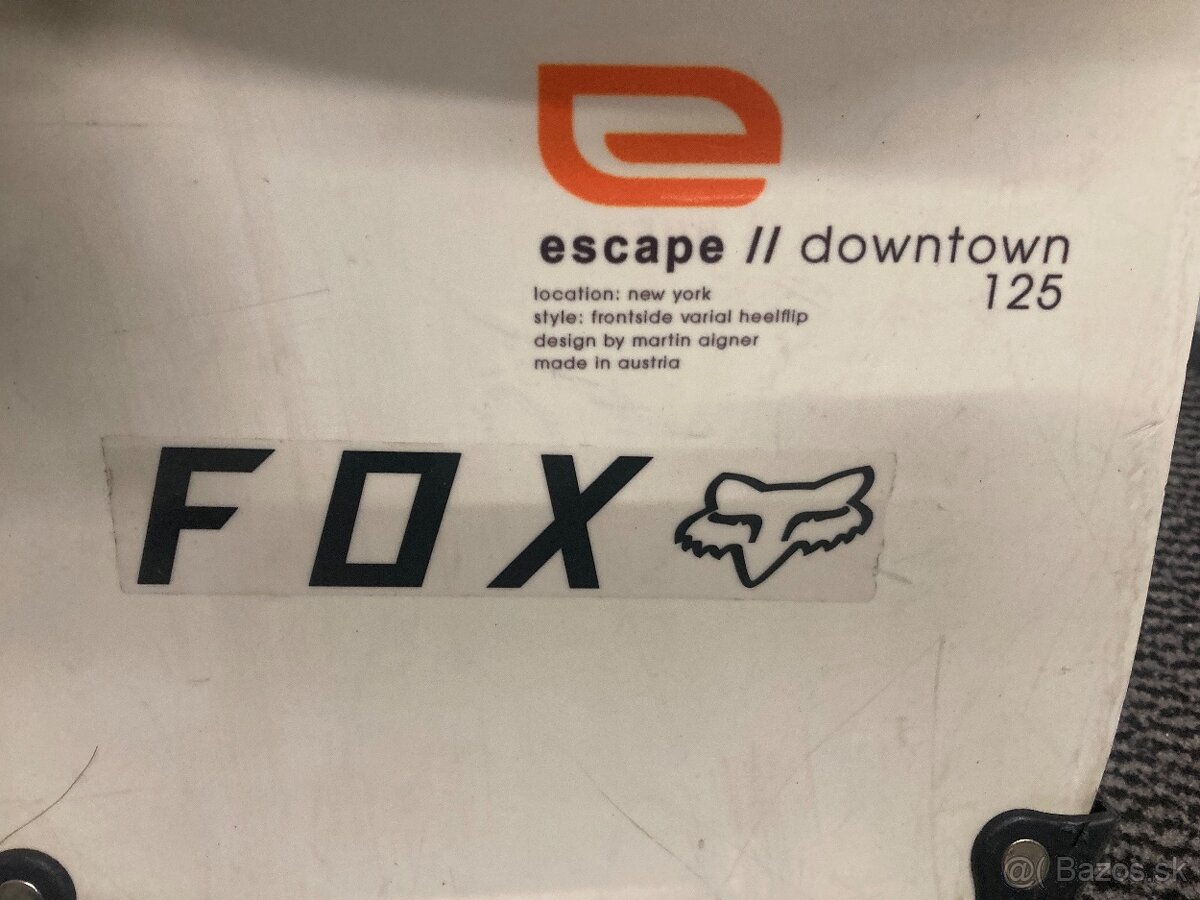 escape // downtown
125
location: new york
style: frontside varial heelflip
design by martin aigner
made in austria
FOX
@( Bazos.sk